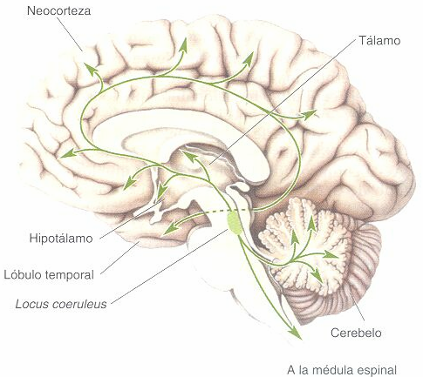 Neocorteza
Tálamo
Hipotálamo
Lóbulo temporal
Locus coeruleus
Cerebelo
A la médula espinal